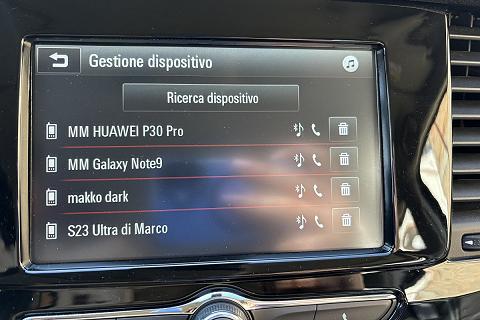 Gestione dispositivo
Ricerca dispositivo
MM HUAWEI P30 Pro
MM Galaxy Note9
makko dark
S23 Ultra di Marco